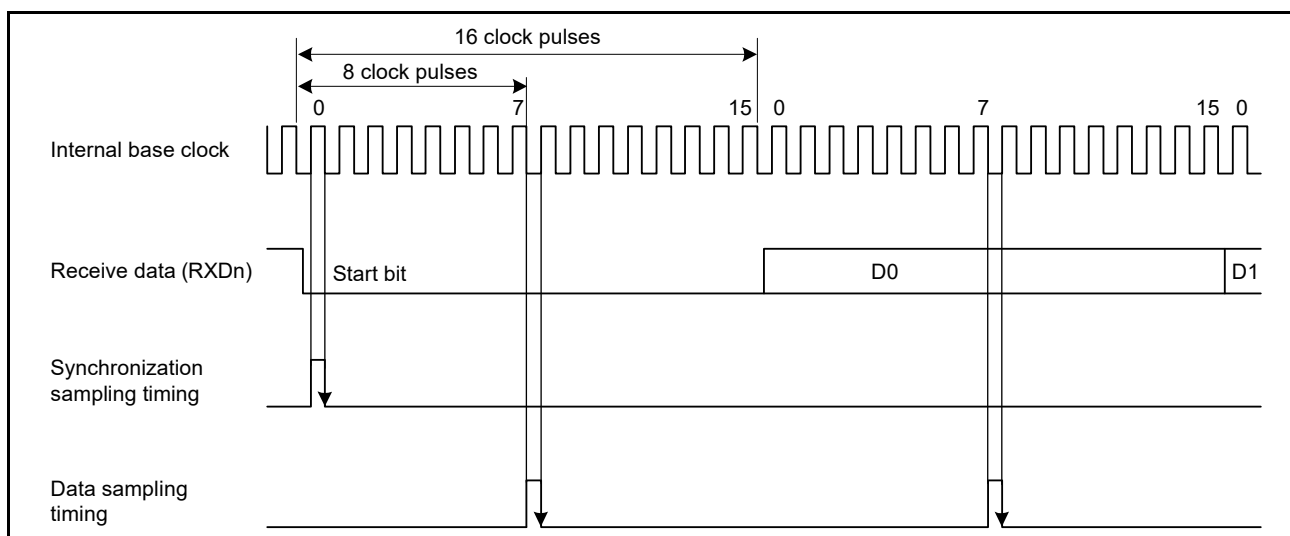 16 clock pulses
8 clock pulses
0 7 15 0 7 15 0
Internal base clock
Receive data (RXDn)
Start bit
D0
D1
Synchronization
sampling timing
Data sampling
timing